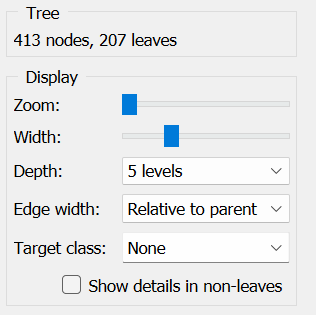 Tree
413 nodes, 207 leaves
Display
Zoom:
Width:
Depth: 5 levels
Edge width: Relative to parent
Target class: None
Show details in non-leaves